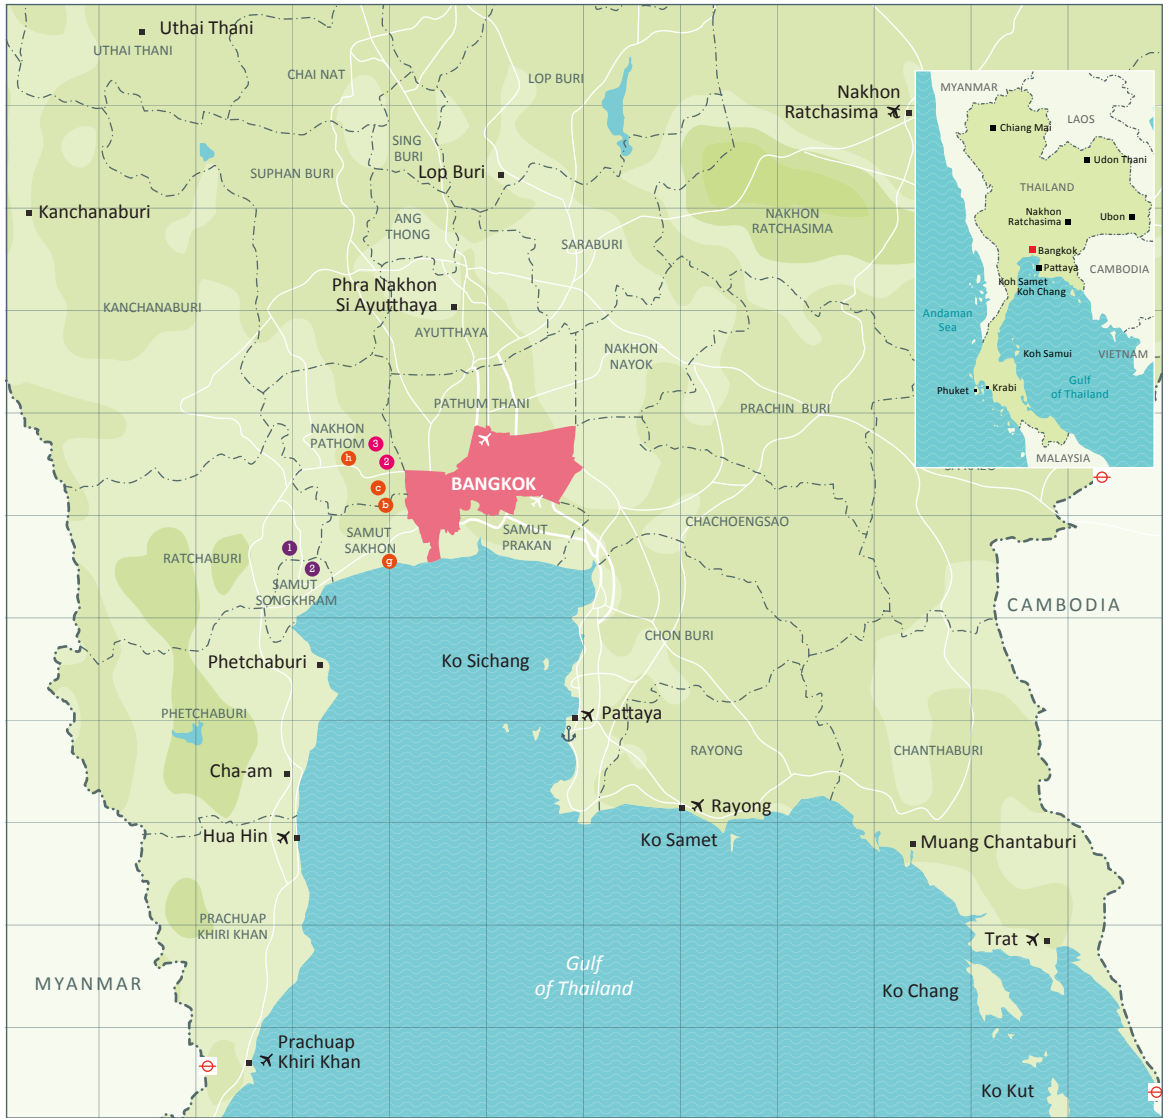 Uthai Thani
UTHAI THANI
CHAI NAT
LOP BURI
Nakhon
Ratchasima
SING
BURI
Lop Buri
SUPHAN BURI
Kanchanaburi
ANG
THONG
SARABURI
NAKHON
RATCHASIMA
KANCHANABURI
Phra Nakhon
Si Ayutthaya
AYUTTHAYA
NAKHON
NAYOK
PATHUM THANI
PRACHIN BURI
NAKHON
PATHOM
3
h
2
c
b
BANGKOK
SAMUT
SAKHON
SAMUT
PRAKAN
CHACHOENGSAO
1
2
g
RATCHABURI
SAMUT
SONGKHRAM
CAMBODIA
CHON BURI
Phetchaburi
Ko Sichang
PHETCHABURI
Pattaya
RAYONG
CHANTHABURI
Cha-am
Rayong
Hua Hin
Ko Samet
Muang Chantaburi
PRACHUAP
KHIRI KHAN
Trat
MYANMAR
Gulf
of Thailand
Ko Chang
Prachuap
Khiri Khan
Ko Kut
MYANMAR
LAOS
Chiang Mai
Udon Thani
THAILAND
Nakhon
Ratchasima
Ubon
Bangkok
Pattaya
CAMBODIA
Koh Samet
Koh Chang
Andaman
Sea
Koh Samui
VIETNAM
Gulf
of Thailand
Phuket
Krabi
MALAYSIA